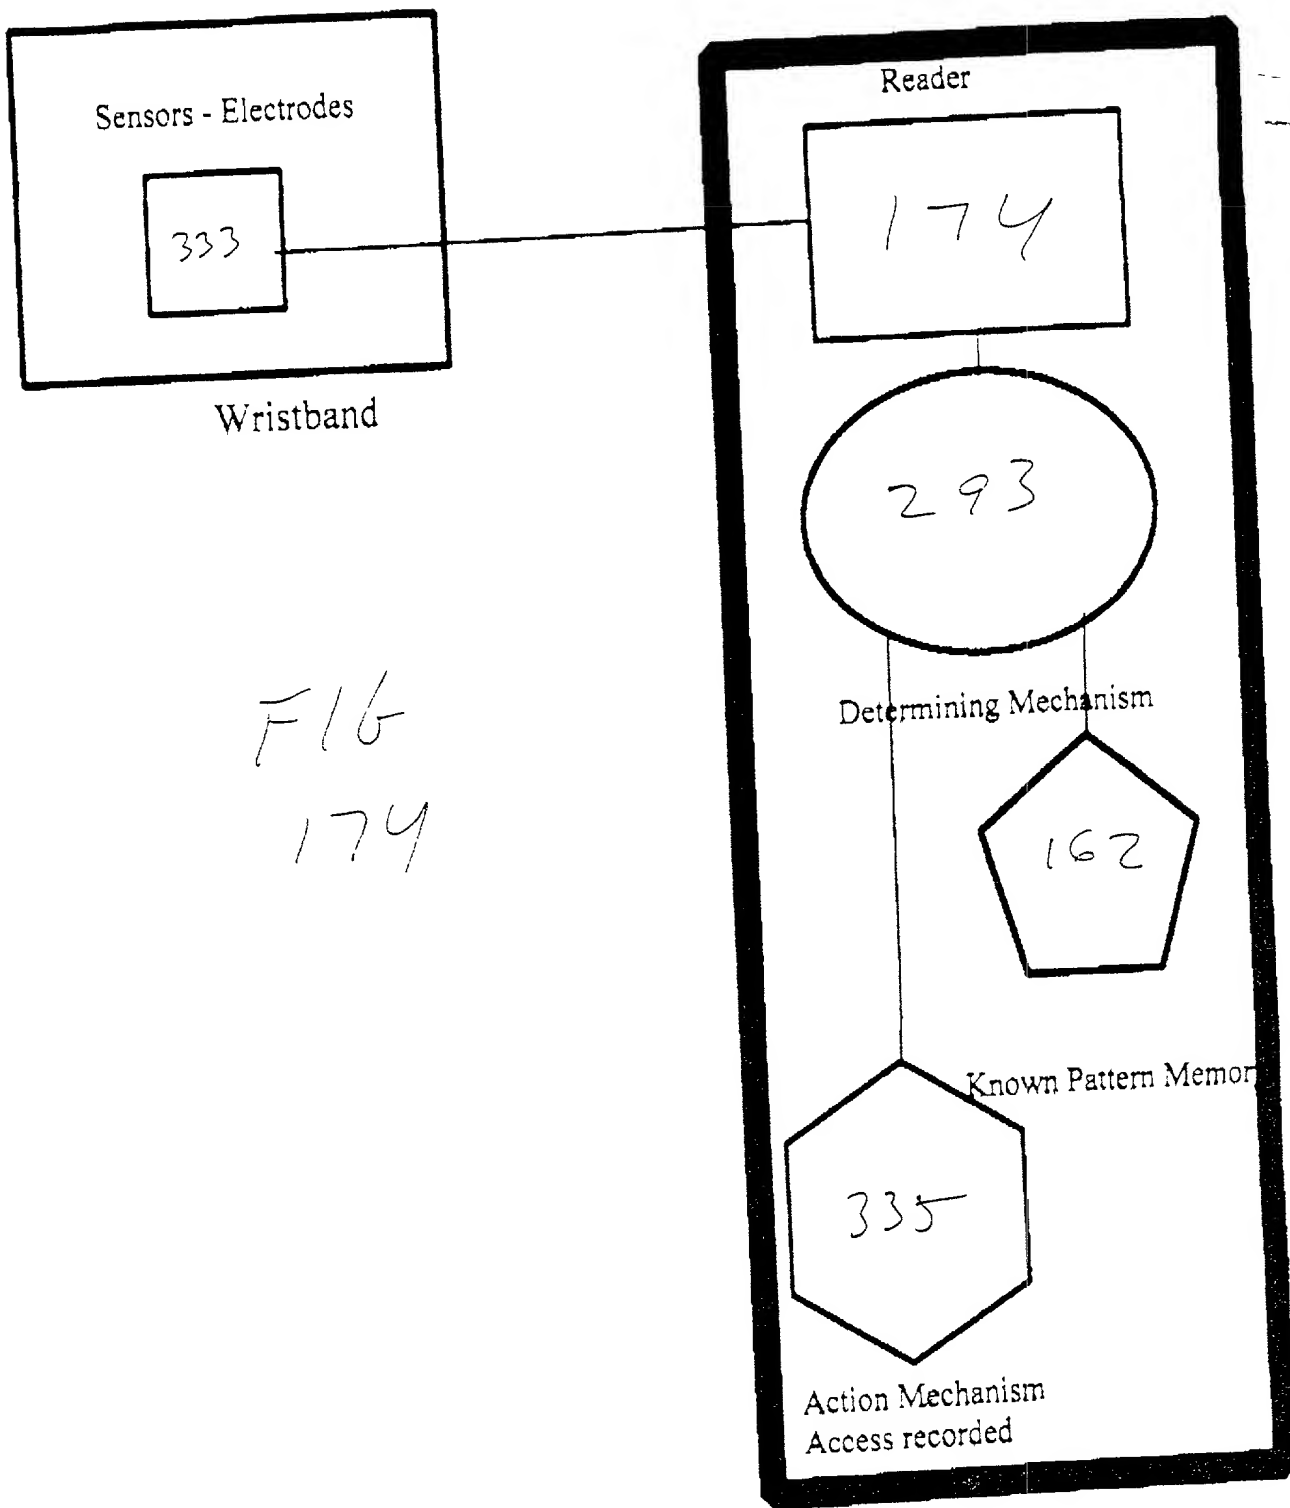 Sensors - Electrodes
333
Wristband
Reader
174
293
Determining Mechanism
162
Known Pattern Memor
335
Action Mechanism
Access recorded
FIG
174